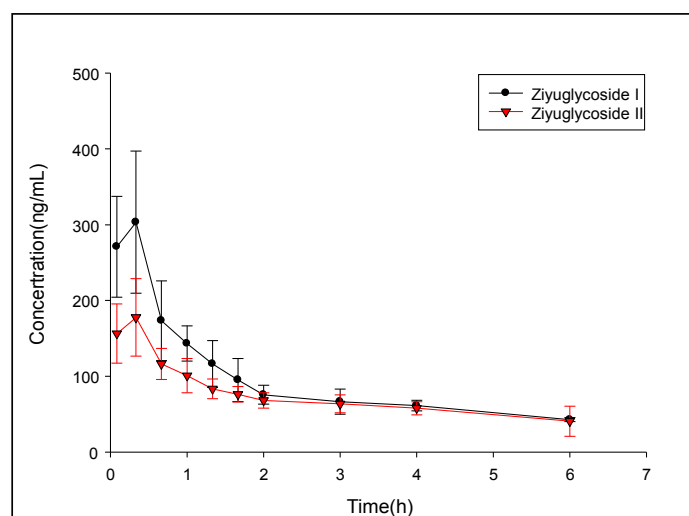 500
400
300
200
100
0
Concertration(ng/mL)
Ziyuglycoside I
Ziyuglycoside II
0 1 2 3 4 5 6 7
Time(h)